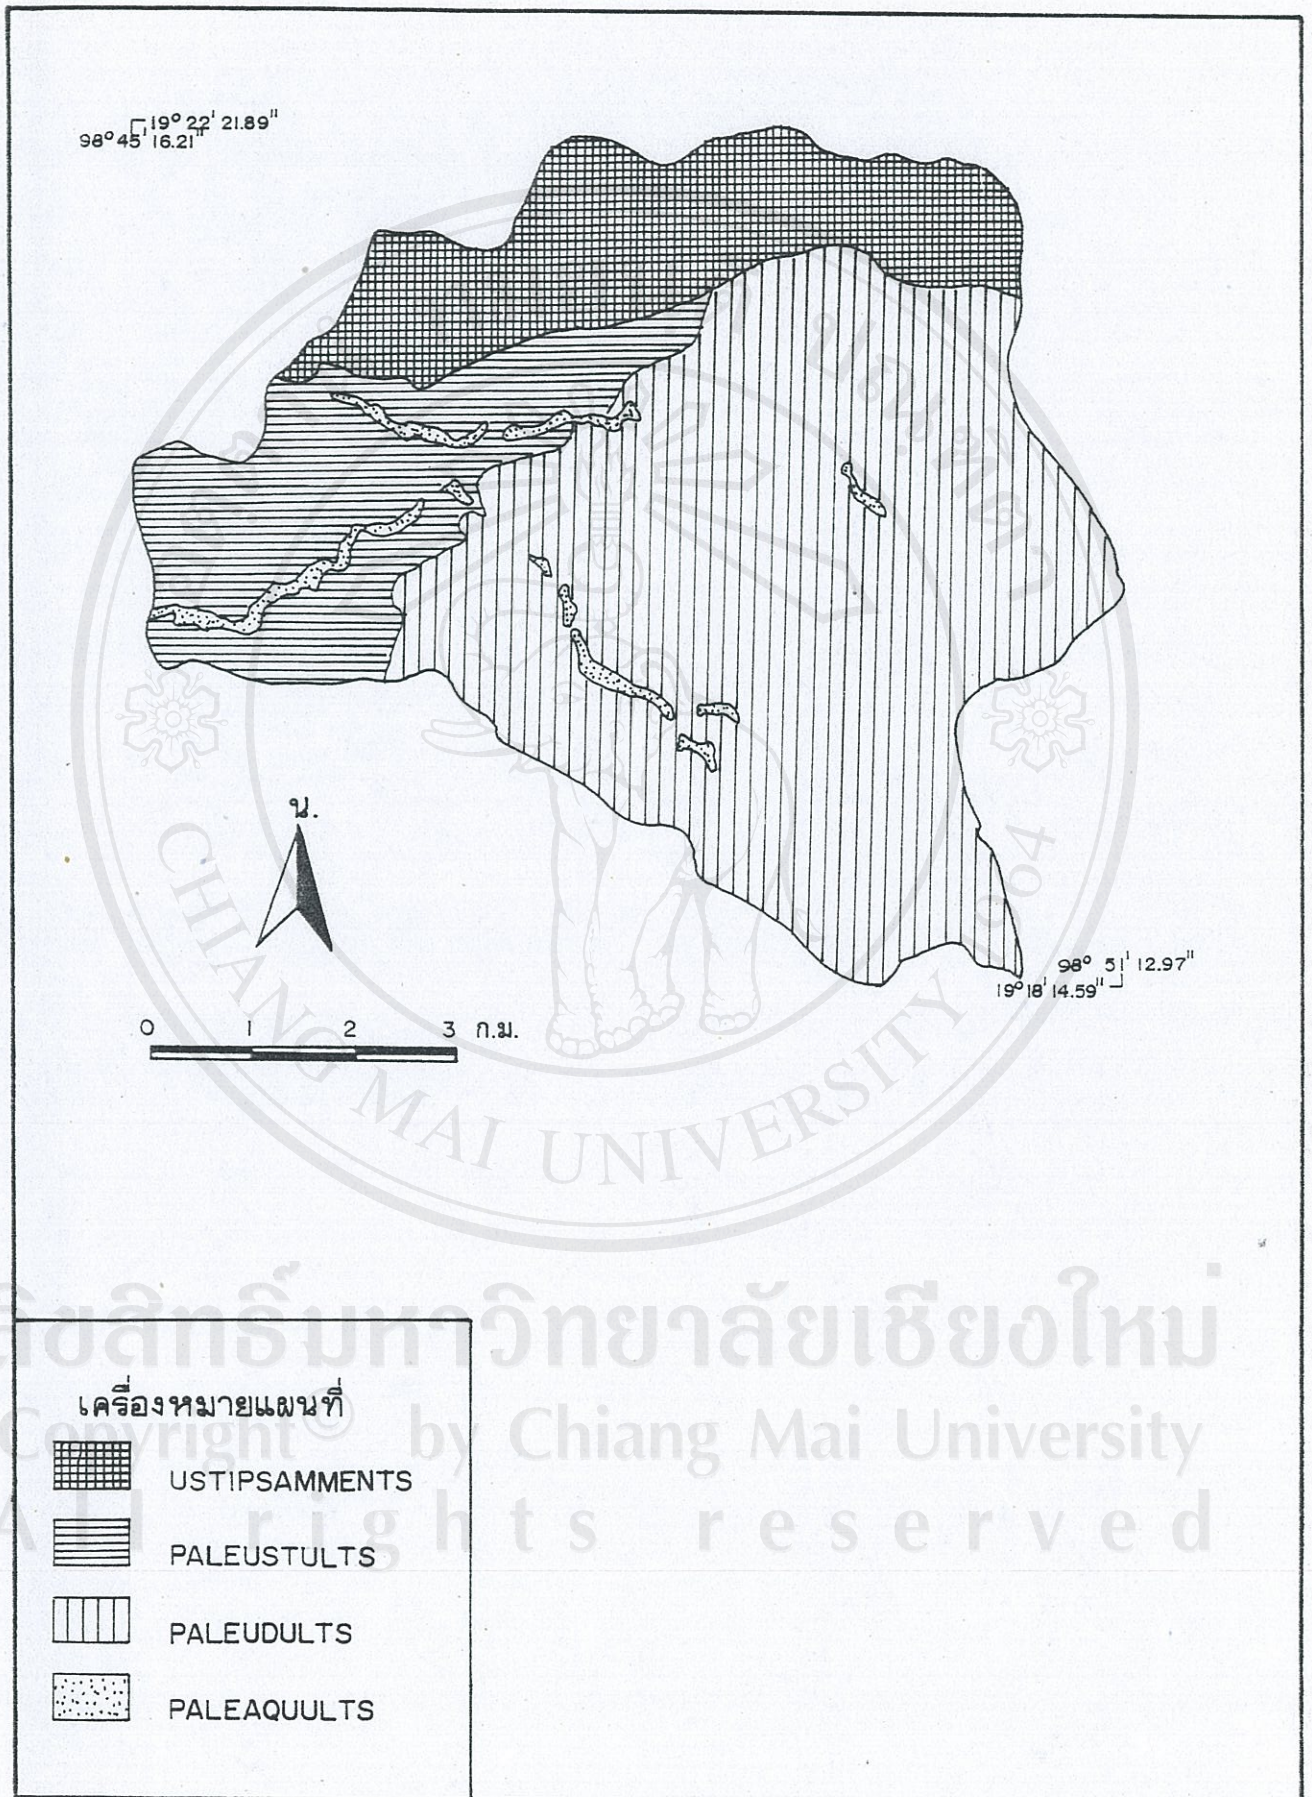 19° 22' 21.89"
98° 45' 16.21"
น.
98° 51' 12.97"
19° 18' 14.59"
0 1 2 3 ก.ม.
CHIANG MAI UNIVERSITY 1964
ลิขสิทธิ์มหาวิทยาลัยเชียงใหม่
Copyright© by Chiang Mai University
All rights reserved
เครื่องหมายแผนที่
USTIPSAMMENTS
PALEUSTULTS
PALEUDULTS
PALEAQUULTS